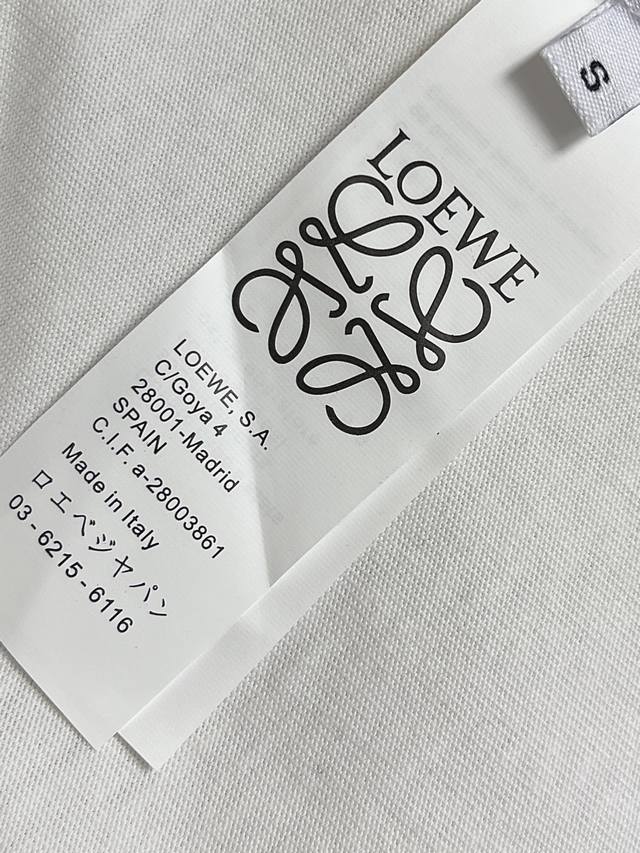 S
LOEWE
LOEWE, S.A.
C/Goya 4
28001-Madrid
SPAIN
C.I.F. a-28003861
Made in Italy
ロエベジャパン
03-6215-6116